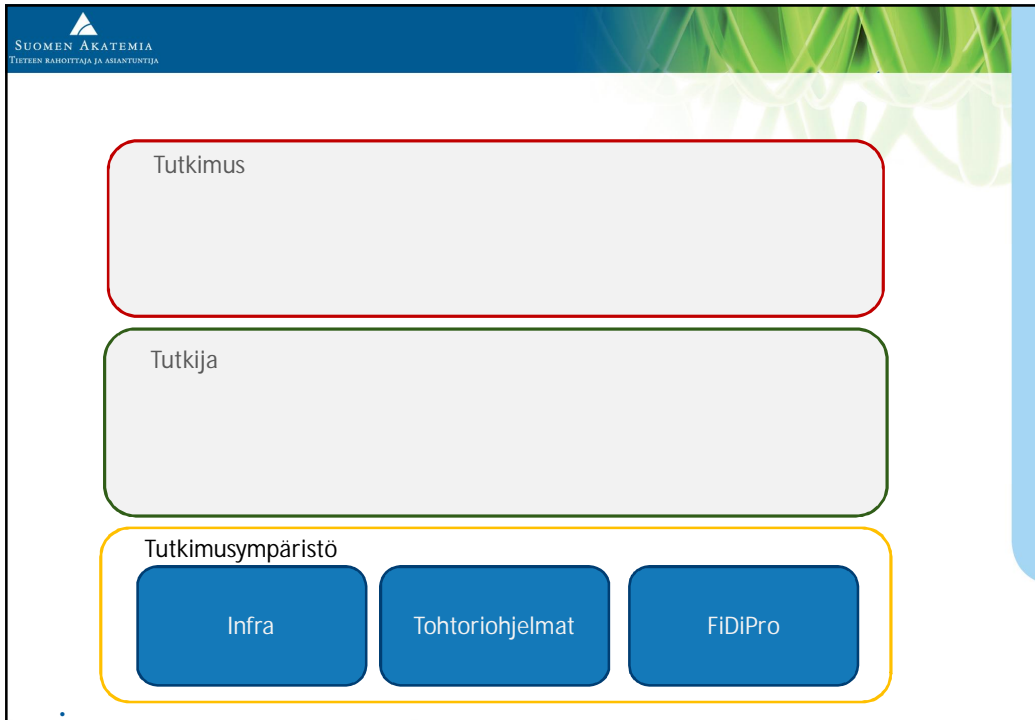 SUOMEN AKATEMIA
TIETEEN RAHOITTAJA JA ASIANTUNTIJA
Tutkimus
Tutkija
Tutkimusympäristö
Infra
Tohtoriohjelmat
FiDiPro